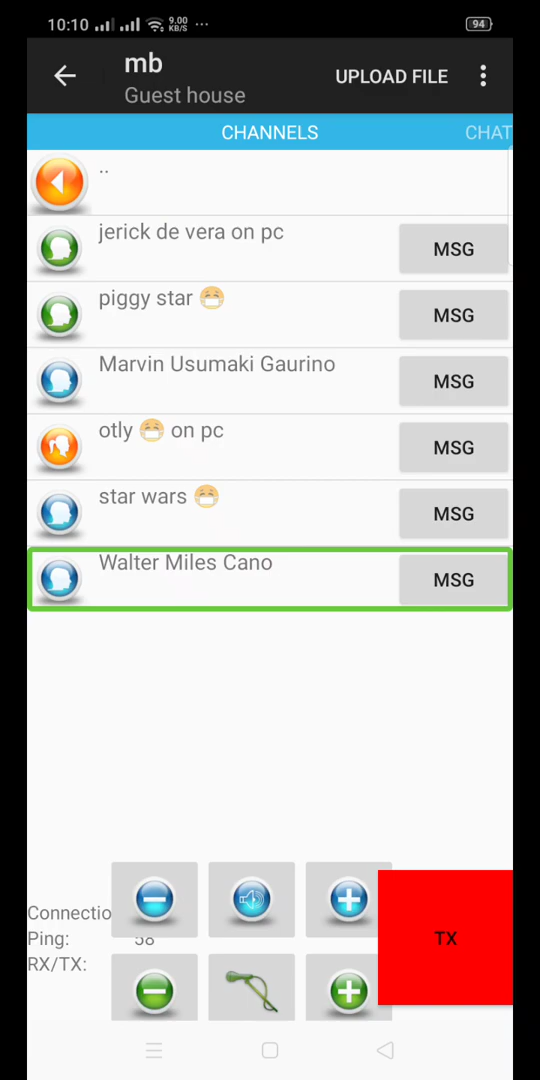 10:10 9.00 KB/S ... 94
mb
Guest house
UPLOAD FILE
CHANNELS
CHAT
..
jerick de vera on pc
MSG
piggy star 😷
MSG
Marvin Usumaki Gaurino
MSG
otly 😷 on pc
MSG
star wars 😷
MSG
Walter Miles Cano
MSG
Connectio
Ping: 58
RX/TX:
TX